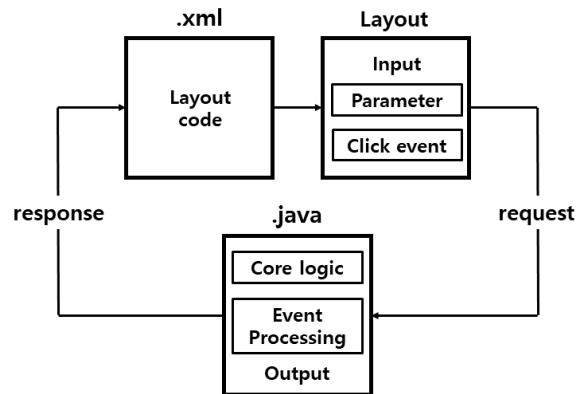 .xml
Layout
code
Layout
Input
Parameter
Click event
response
request
.java
Core logic
Event
Processing
Output